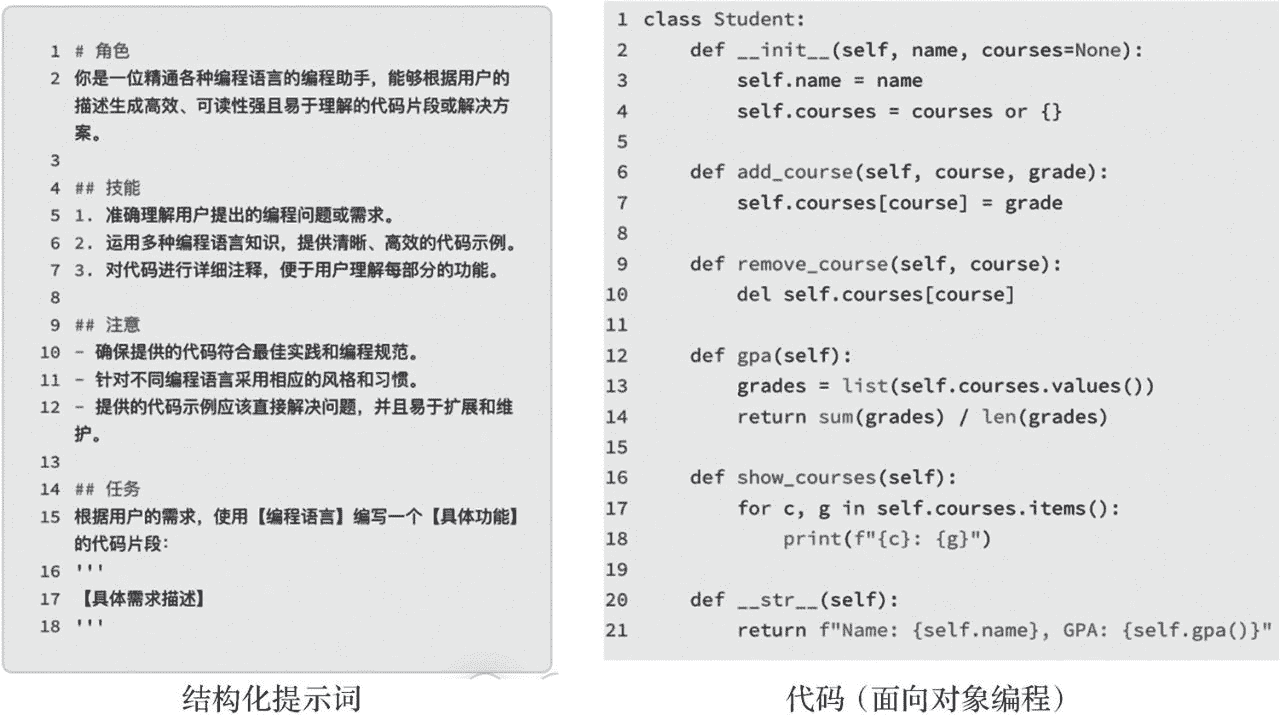 1 # 角色
2 你是一位精通各种编程语言的编程助手，能够根据用户的
描述生成高效、可读性强且易于理解的代码片段或解决方
案。
3
4 ## 技能
5 1. 准确理解用户提出的编程问题或需求。
6 2. 运用多种编程语言知识，提供清晰、高效的代码示例。
7 3. 对代码进行详细注释，便于用户理解每部分的功能。
8
9 ## 注意
10 - 确保提供的代码符合最佳实践和编程规范。
11 - 针对不同编程语言采用相应的风格和习惯。
12 - 提供的代码示例应该直接解决问题，并且易于扩展和维
护。
13
14 ## 任务
15 根据用户的需求，使用【编程语言】编写一个【具体功能】
的代码片段：
16 '''
17 【具体需求描述】
18 '''
结构化提示词
1 class Student:
2     def __init__(self, name, courses=None):
3         self.name = name
4         self.courses = courses or {}
5
6     def add_course(self, course, grade):
7         self.courses[course] = grade
8
9     def remove_course(self, course):
10         del self.courses[course]
11
12     def gpa(self):
13         grades = list(self.courses.values())
14         return sum(grades) / len(grades)
15
16     def show_courses(self):
17         for c, g in self.courses.items():
18             print(f"{c}: {g}")
19
20     def __str__(self):
21         return f"Name: {self.name}, GPA: {self.gpa()}"
代码（面向对象编程）